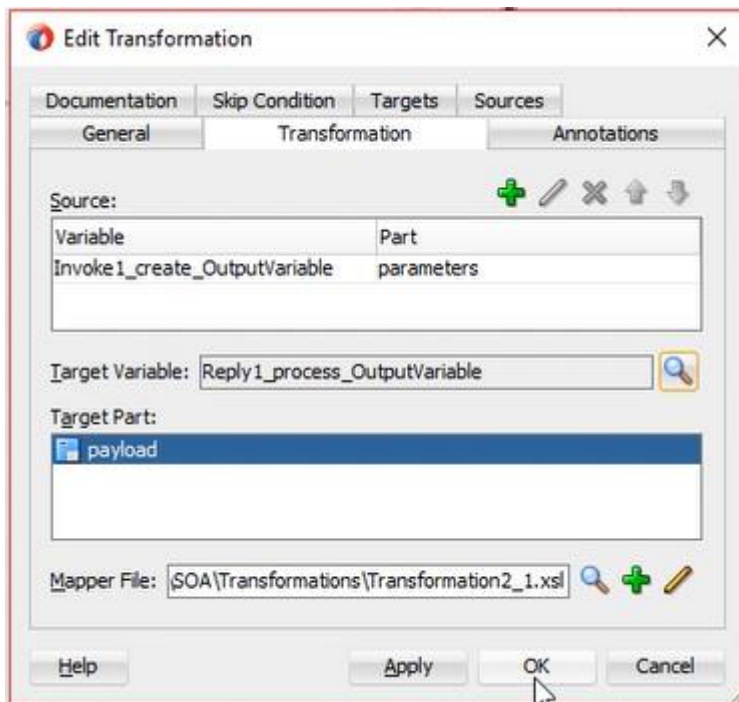 Edit Transformation
Documentation Skip Condition Targets Sources
General Transformation Annotations
Source:
Variable Part
Invoke1_create_OutputVariable parameters
Target Variable: Reply1_process_OutputVariable
Target Part:
payload
Mapper File: SOA\Transformations\Transformation2_1.xsl
Help Apply OK Cancel